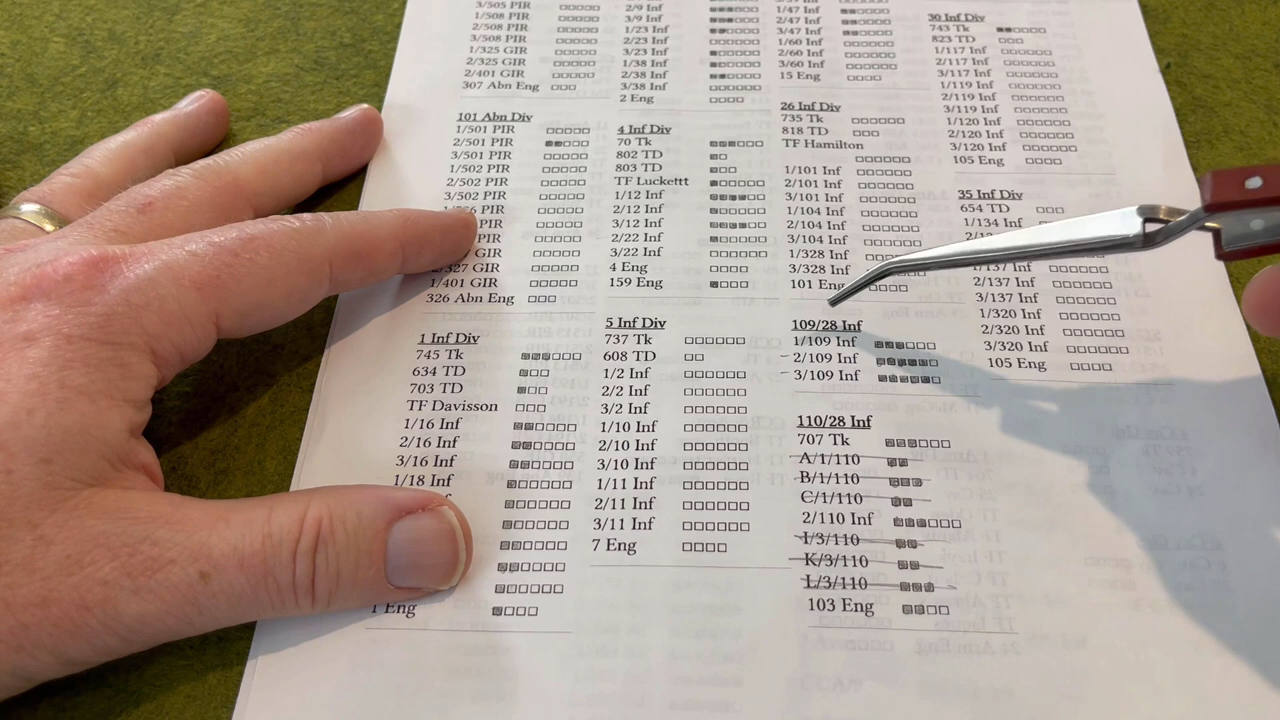 3/505 PIR
1/508 PIR
2/508 PIR
3/508 PIR
1/325 GIR
2/325 GIR
2/401 GIR
307 Abn Eng
101 Abn Div
1/501 PIR
2/501 PIR
3/501 PIR
1/502 PIR
2/502 PIR
3/502 PIR
PIR
PIR
GIR
2/327 GIR
1/401 GIR
326 Abn Eng
1 Inf Div
745 Tk
634 TD
703 TD
TF Davisson
1/16 Inf
2/16 Inf
3/16 Inf
1/18 Inf
1 Eng
2/9 Inf
3/9 Inf
1/23 Inf
2/23 Inf
3/23 Inf
1/38 Inf
2/38 Inf
3/38 Inf
2 Eng
4 Inf Div
70 Tk
802 TD
803 TD
TF Luckettt
1/12 Inf
2/12 Inf
3/12 Inf
2/22 Inf
3/22 Inf
4 Eng
159 Eng
5 Inf Div
737 Tk
608 TD
1/2 Inf
2/2 Inf
3/2 Inf
1/10 Inf
2/10 Inf
3/10 Inf
1/11 Inf
2/11 Inf
3/11 Inf
7 Eng
1/47 Inf
2/47 Inf
3/47 Inf
1/60 Inf
2/60 Inf
3/60 Inf
15 Eng
26 Inf Div
735 Tk
818 TD
TF Hamilton
1/101 Inf
2/101 Inf
3/101 Inf
1/104 Inf
2/104 Inf
3/104 Inf
1/328 Inf
3/328 Inf
101 Eng
109/28 Inf
1/109 Inf
2/109 Inf
3/109 Inf
110/28 Inf
707 Tk
A/1/110
B/1/110
C/1/110
2/110 Inf
I/3/110
K/3/110
L/3/110
103 Eng
30 Inf Div
743 Tk
823 TD
1/117 Inf
2/117 Inf
3/117 Inf
1/119 Inf
2/119 Inf
3/119 Inf
1/120 Inf
2/120 Inf
3/120 Inf
105 Eng
35 Inf Div
654 TD
1/134 Inf
1/137 Inf
2/137 Inf
3/137 Inf
1/320 Inf
2/320 Inf
3/320 Inf
105 Eng